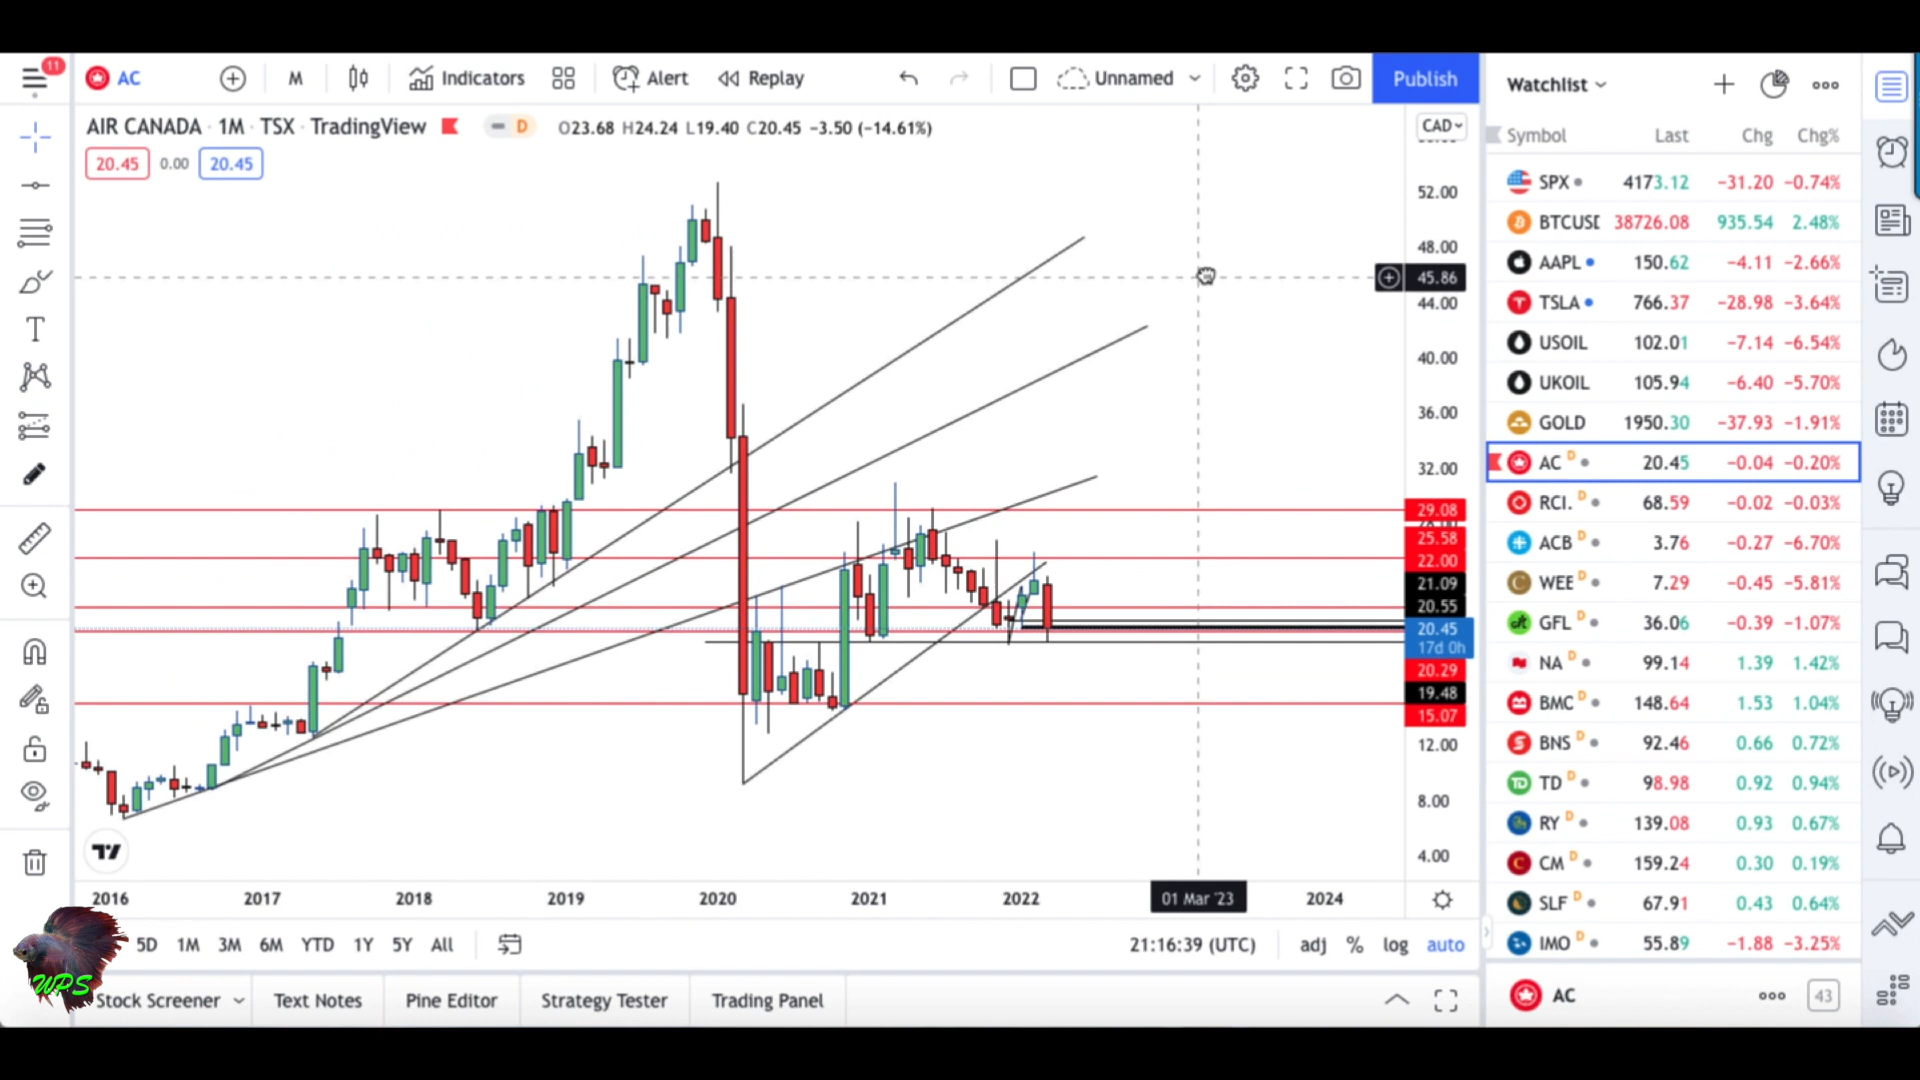 11
AC
M
Indicators
Alert
Replay
Unnamed
Publish
AIR CANADA · 1M · TSX · TradingView
D
O23.68 H24.24 L19.40 C20.45 −3.50 (−14.61%)
20.45 0.00 20.45
CAD
52.00
48.00
45.86
44.00
40.00
36.00
32.00
29.08
25.58
22.00
21.09
20.55
20.45
17d 0h
20.29
19.48
15.07
12.00
8.00
4.00
2016 2017 2018 2019 2020 2021 2022 01 Mar '23 2024
5D 1M 3M 6M YTD 1Y 5Y All
21:16:39 (UTC) adj % log auto
WPS
Stock Screener Text Notes Pine Editor Strategy Tester Trading Panel
Watchlist
Symbol Last Chg Chg%
SPX 4173.12 −31.20 −0.74%
BTCUSD 38726.08 935.54 2.48%
AAPL 150.62 −4.11 −2.66%
TSLA 766.37 −28.98 −3.64%
USOIL 102.01 −7.14 −6.54%
UKOIL 105.94 −6.40 −5.70%
GOLD 1950.30 −37.93 −1.91%
AC D 20.45 −0.04 −0.20%
RCI. D 68.59 −0.02 −0.03%
ACB D 3.76 −0.27 −6.70%
WEE D 7.29 −0.45 −5.81%
GFL D 36.06 −0.39 −1.07%
NA D 99.14 1.39 1.42%
BMC D 148.64 1.53 1.04%
BNS D 92.46 0.66 0.72%
TD D 98.98 0.92 0.94%
RY D 139.08 0.93 0.67%
CM D 159.24 0.30 0.19%
SLF D 67.91 0.43 0.64%
IMO D 55.89 −1.88 −3.25%
AC
43